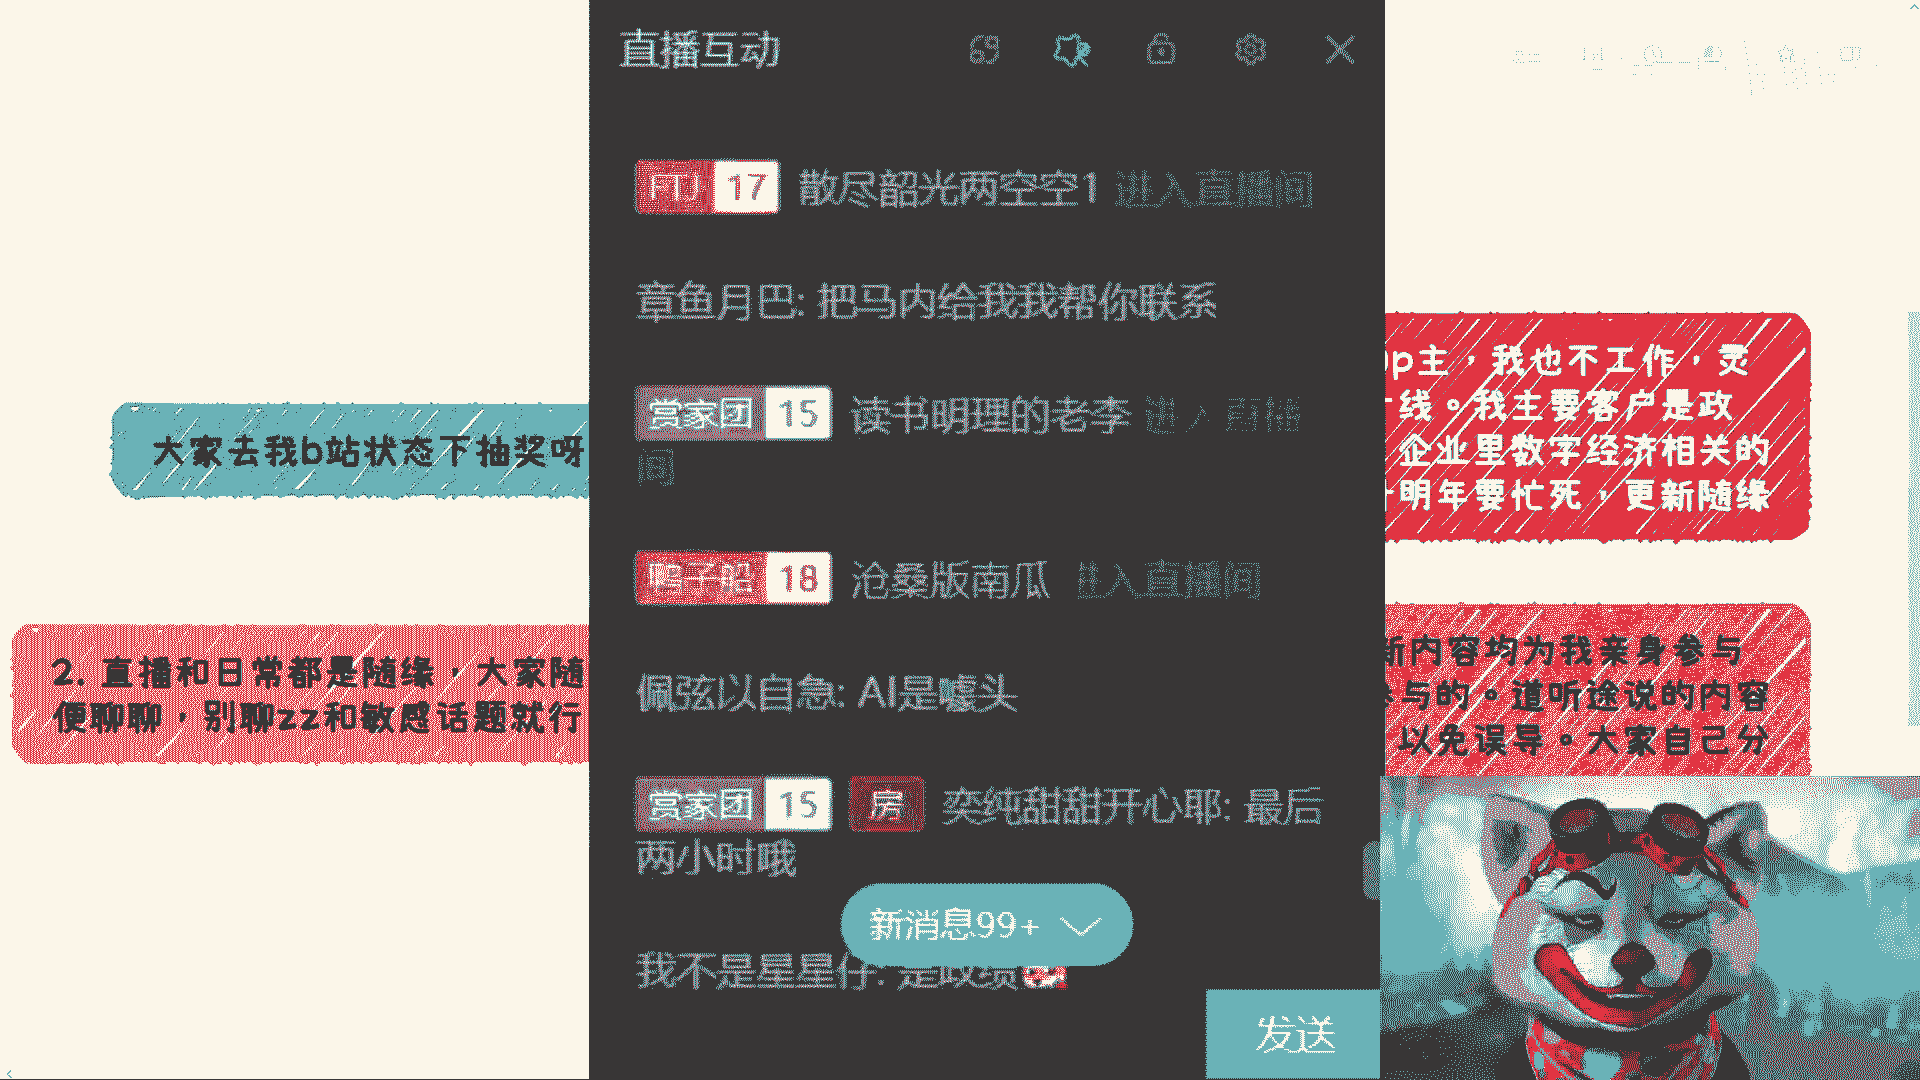 直播互动
FTD 17 散尽韶光两空空1 进入直播间
章鱼月巴: 把马内给我我帮你联系
赏家团 15 读书明理的老李 进入直播
间
鸭子船 18 沧桑版南瓜 进入直播间
佩弦以自急: AI是噱头
赏家团 15 房 奕纯甜甜开心耶: 最后
两小时哦
新消息99+
我不是星星仔: 是政绩
发送
大家去我b站状态下抽奖呀
2. 直播和日常都是随缘，大家随
便聊聊，别聊zz和敏感话题就行
up主，我也不工作，灵
线。我主要客户是政
企业里数字经济相关的
明年要忙死，更新随缘
新内容均为我亲身参与
参与的。道听途说的内容
以免误导。大家自己分